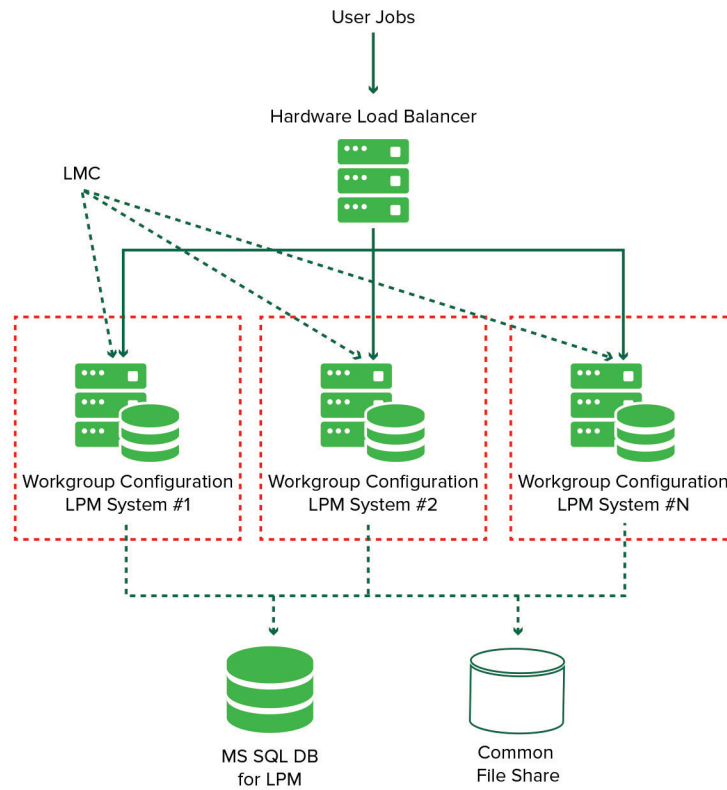 User Jobs
Hardware Load Balancer
LMC
Workgroup Configuration
LPM System #1
Workgroup Configuration
LPM System #2
Workgroup Configuration
LPM System #N
MS SQL DB
for LPM
Common
File Share